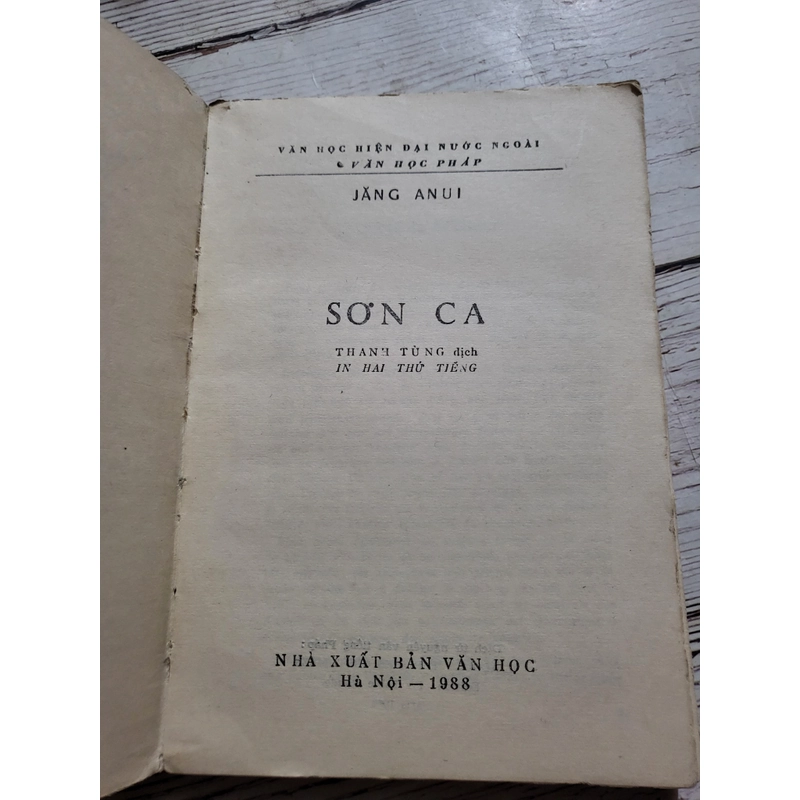 VĂN HỌC HIỆN ĐẠI NƯỚC NGOÀI
VĂN HỌC PHÁP
JĂNG ANUI
SƠN CA
THANH TÙNG dịch
IN HAI THỨ TIẾNG
NHÀ XUẤT BẢN VĂN HỌC
Hà Nội — 1988